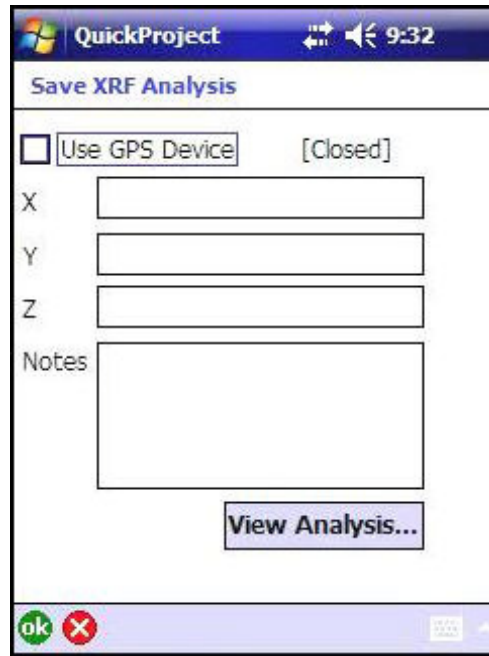 QuickProject 9:32
Save XRF Analysis
Use GPS Device [Closed]
X
Y
Z
Notes
View Analysis...
ok